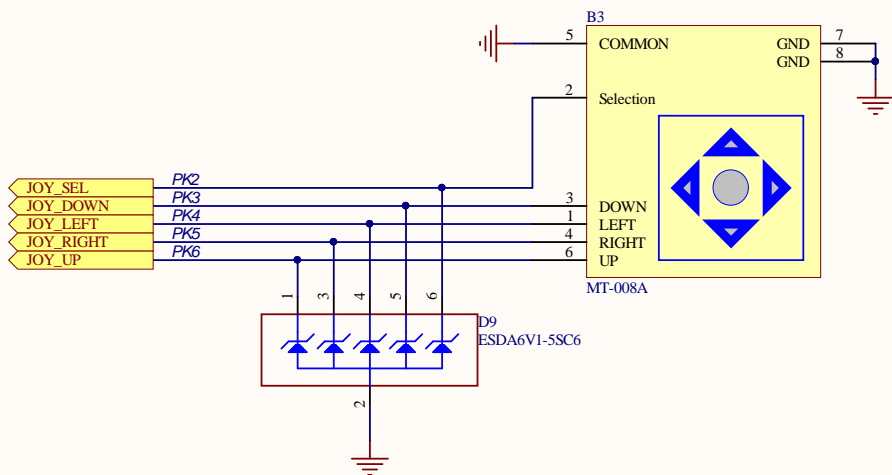 B3
5 COMMON GND 7
GND 8
2 Selection
JOY_SEL PK2
JOY_DOWN PK3 3 DOWN
JOY_LEFT PK4 1 LEFT
JOY_RIGHT PK5 4 RIGHT
JOY_UP PK6 6 UP
MT-008A
1 3 4 5 6
D9
ESDA6V1-5SC6
2